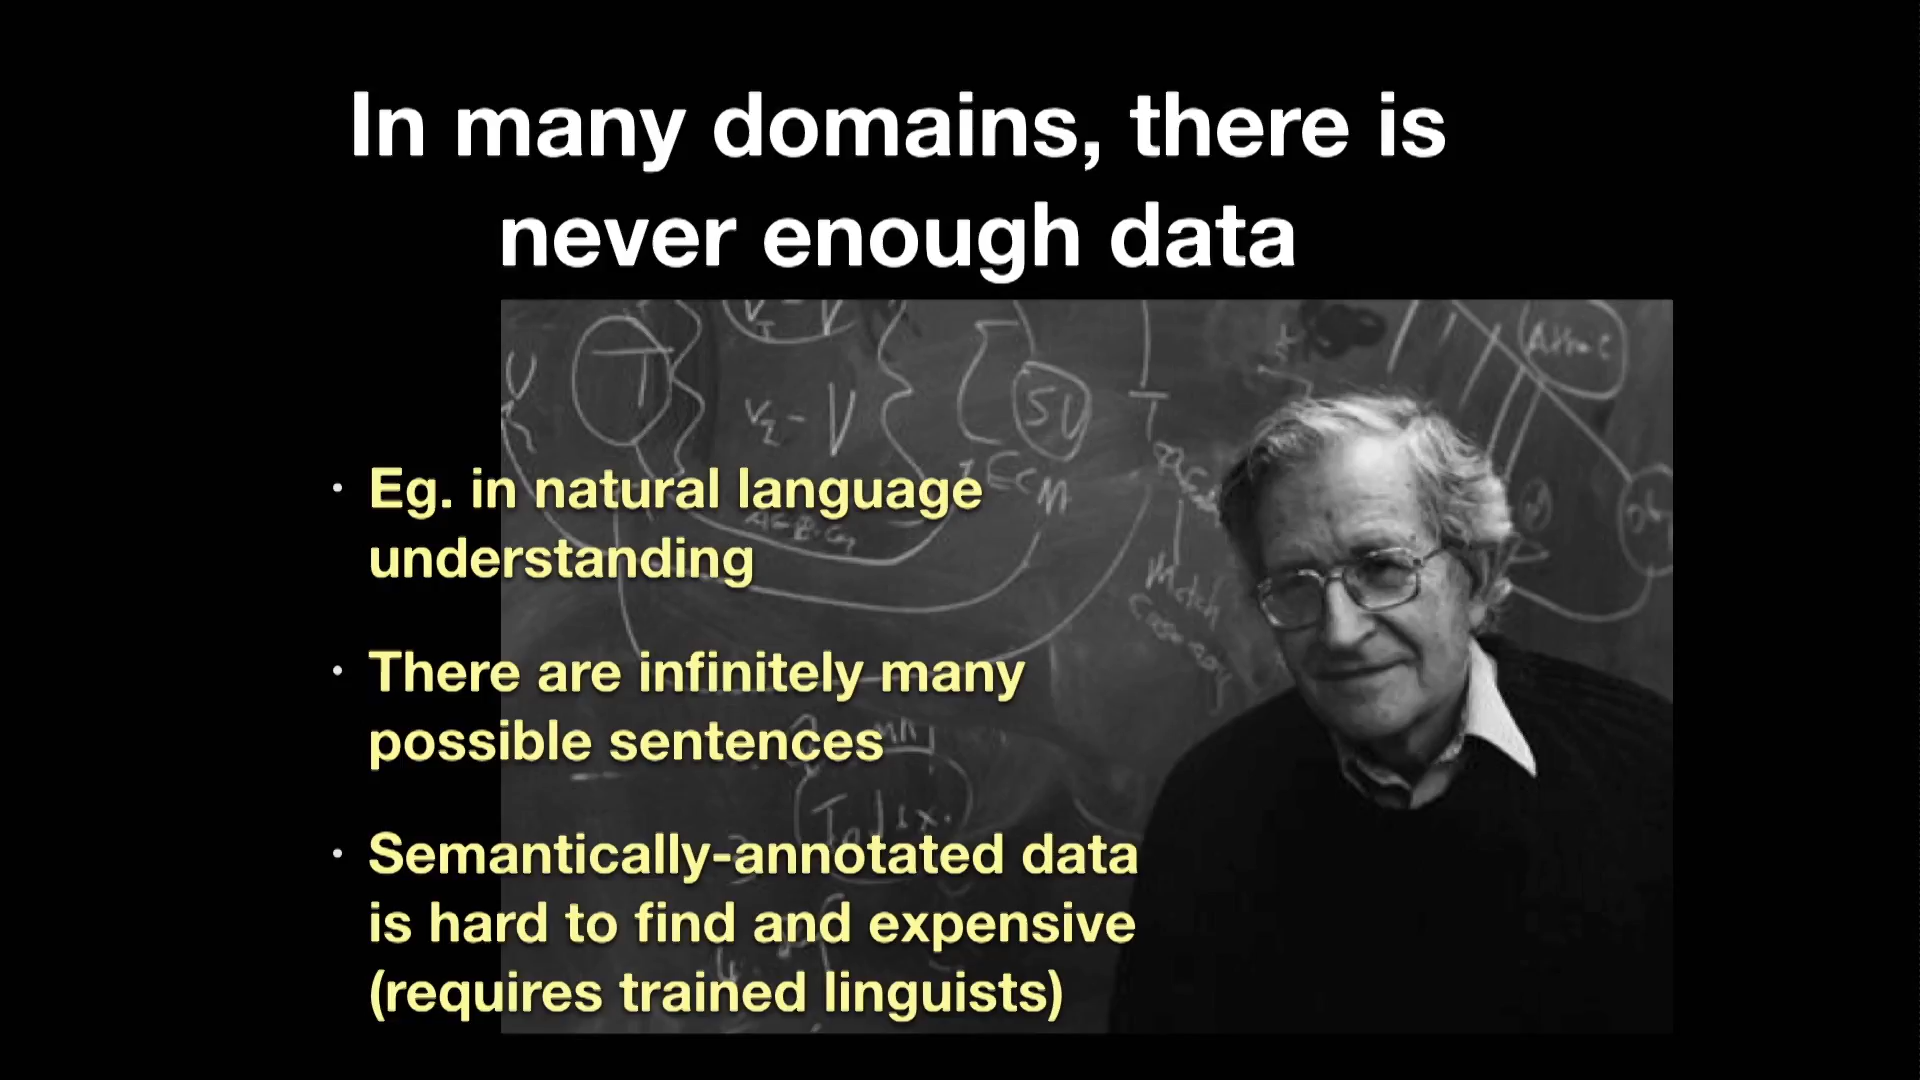 In many domains, there is
never enough data
• Eg. in natural language
understanding
• There are infinitely many
possible sentences
• Semantically-annotated data
is hard to find and expensive
(requires trained linguists)